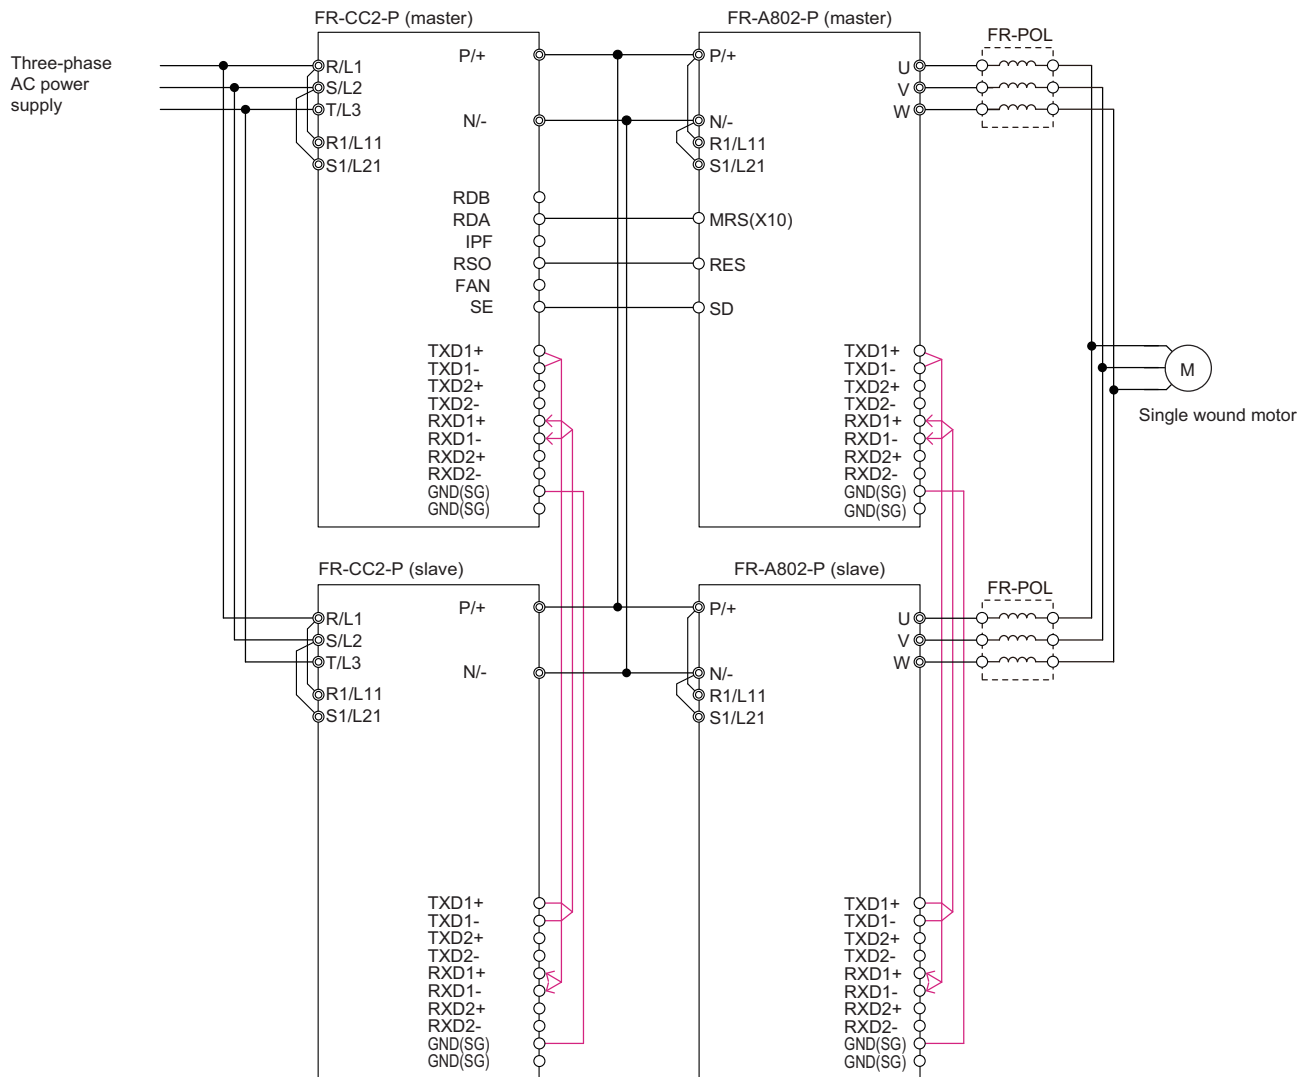 FR-CC2-P (master)
FR-A802-P (master)
FR-POL
Three-phase
AC power
supply
R/L1
S/L2
T/L3
R1/L11
S1/L21
P/+
N/-
RDB
RDA
IPF
RSO
FAN
SE
TXD1+
TXD1-
TXD2+
TXD2-
RXD1+
RXD1-
RXD2+
RXD2-
GND(SG)
GND(SG)
P/+
N/-
R1/L11
S1/L21
MRS(X10)
RES
SD
U
V
W
TXD1+
TXD1-
TXD2+
TXD2-
RXD1+
RXD1-
RXD2+
RXD2-
GND(SG)
GND(SG)
M
Single wound motor
FR-CC2-P (slave)
FR-A802-P (slave)
FR-POL
R/L1
S/L2
T/L3
R1/L11
S1/L21
P/+
N/-
TXD1+
TXD1-
TXD2+
TXD2-
RXD1+
RXD1-
RXD2+
RXD2-
GND(SG)
GND(SG)
P/+
N/-
R1/L11
S1/L21
U
V
W
TXD1+
TXD1-
TXD2+
TXD2-
RXD1+
RXD1-
RXD2+
RXD2-
GND(SG)
GND(SG)